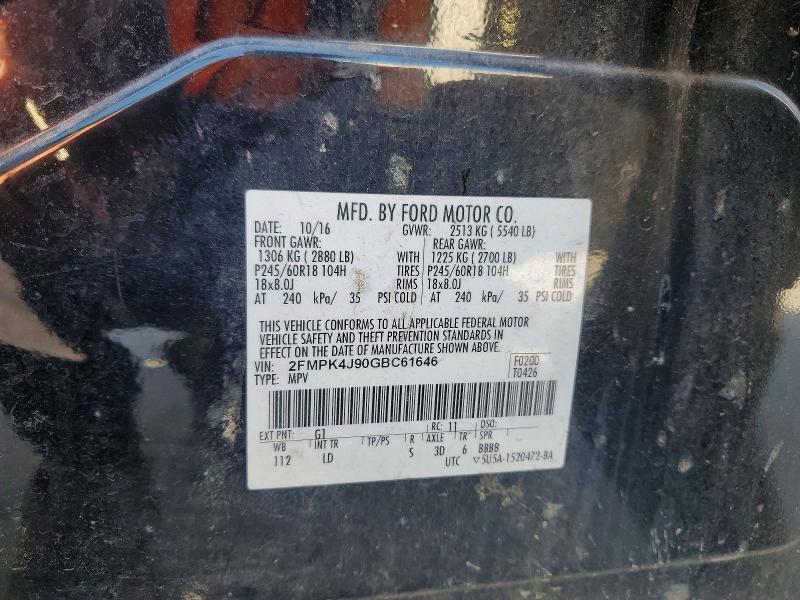 MFD. BY FORD MOTOR CO.
DATE: 10/16 GVWR: 2513 KG ( 5540 LB)
FRONT GAWR: REAR GAWR:
1306 KG ( 2880 LB) WITH 1225 KG ( 2700 LB) WITH
P245/60R18 104H TIRES P245/60R18 104H TIRES
18x8.0J RIMS 18x8.0J RIMS
AT 240 kPa/ 35 PSI COLD AT 240 kPa/ 35 PSI COLD
THIS VEHICLE CONFORMS TO ALL APPLICABLE FEDERAL MOTOR
VEHICLE SAFETY AND THEFT PREVENTION STANDARDS IN
EFFECT ON THE DATE OF MANUFACTURE SHOWN ABOVE.
VIN: 2FMPK4J90GBC61646 F0200
TYPE: MPV T0426
EXT PNT: G1 RC: 11 DSO:
WB INT TR TP/PS R AXLE TR SPR
112 LD S 3D 6 BBBB
UTC ▽5U5A-1520472-BA